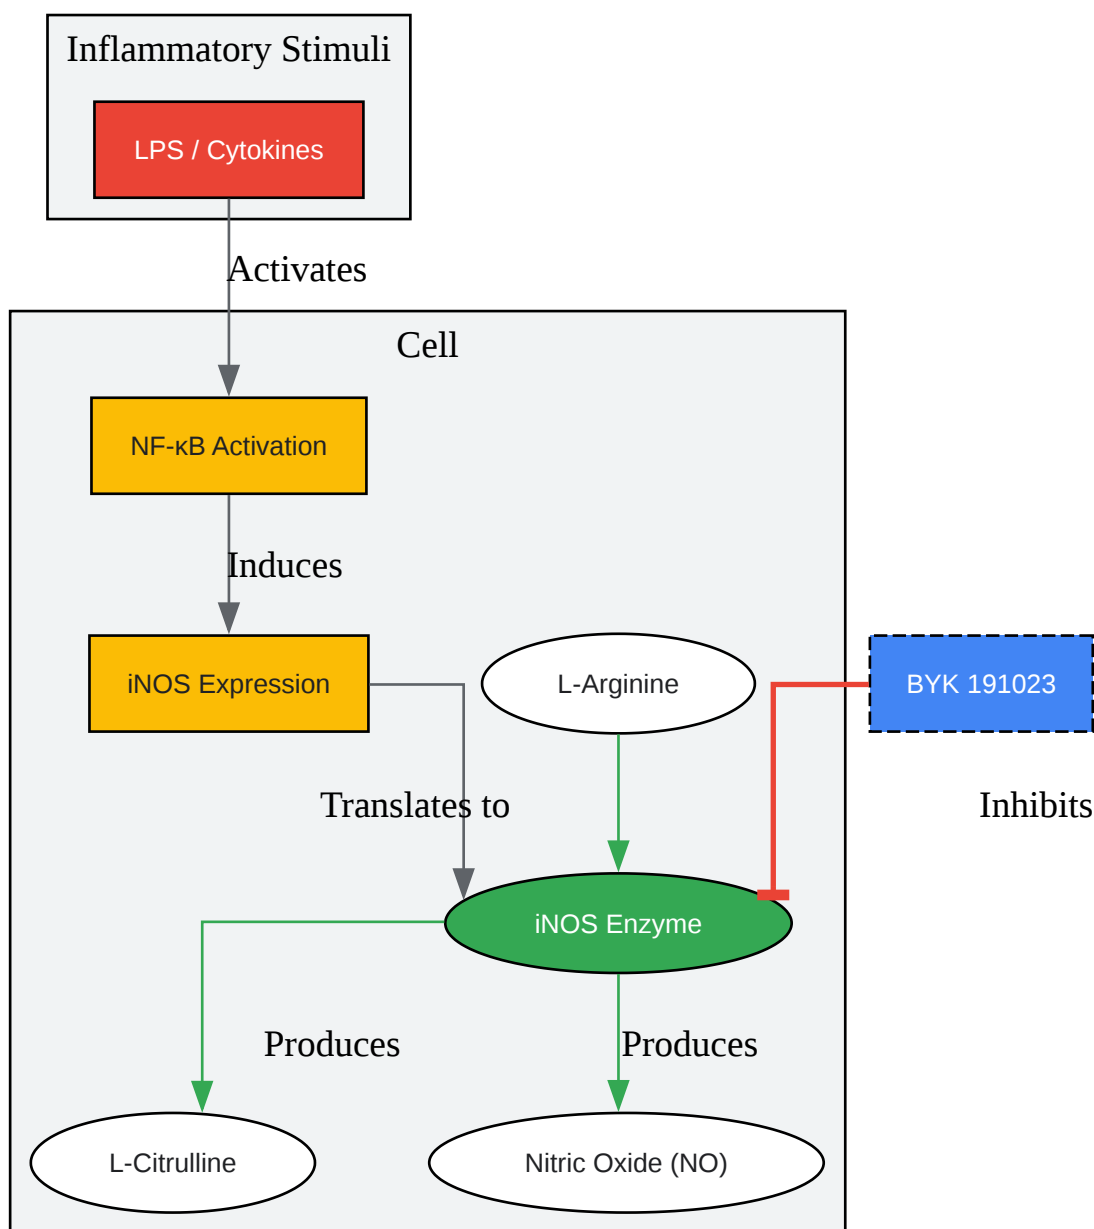 Inflammatory Stimuli
LPS / Cytokines
Activates
Cell
NF-κB Activation
Induces
iNOS Expression
L-Arginine
BYK 191023
Translates to
Inhibits
iNOS Enzyme
Produces
Produces
L-Citrulline
Nitric Oxide (NO)